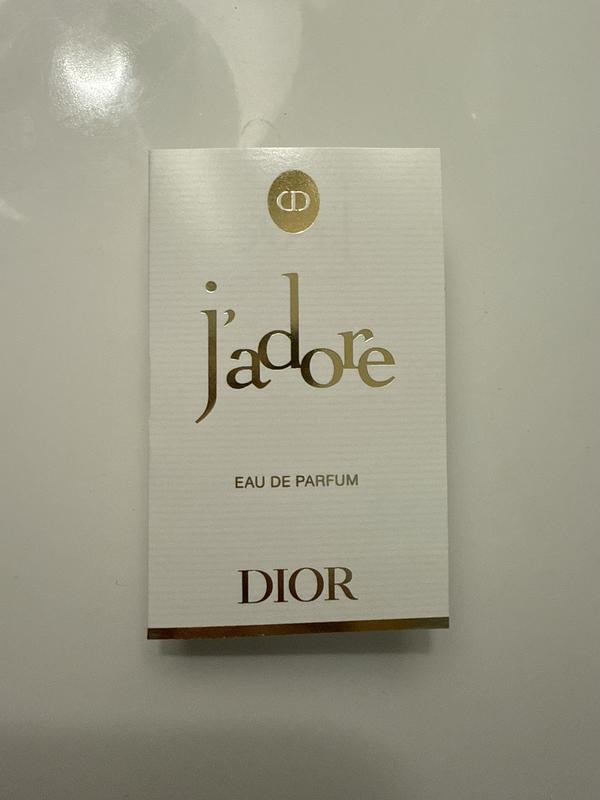 CD
j'adore
EAU DE PARFUM
DIOR